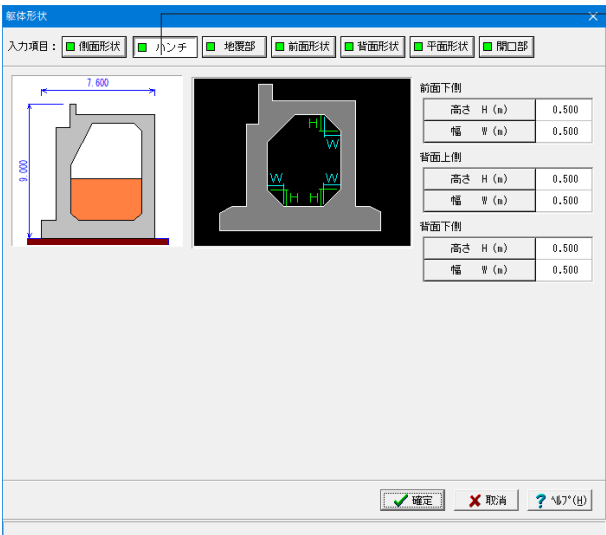 躯体形状
入力項目： 側面形状 ハンチ 地覆部 前面形状 背面形状 平面形状 開口部
7.600
9.000
H
W
W W
H H
前面下側
高さ H (m) 0.500
幅 W (m) 0.500
背面上側
高さ H (m) 0.500
幅 W (m) 0.500
背面下側
高さ H (m) 0.500
幅 W (m) 0.500
確定 取消 ? ﾍﾙﾌﾟ(H)